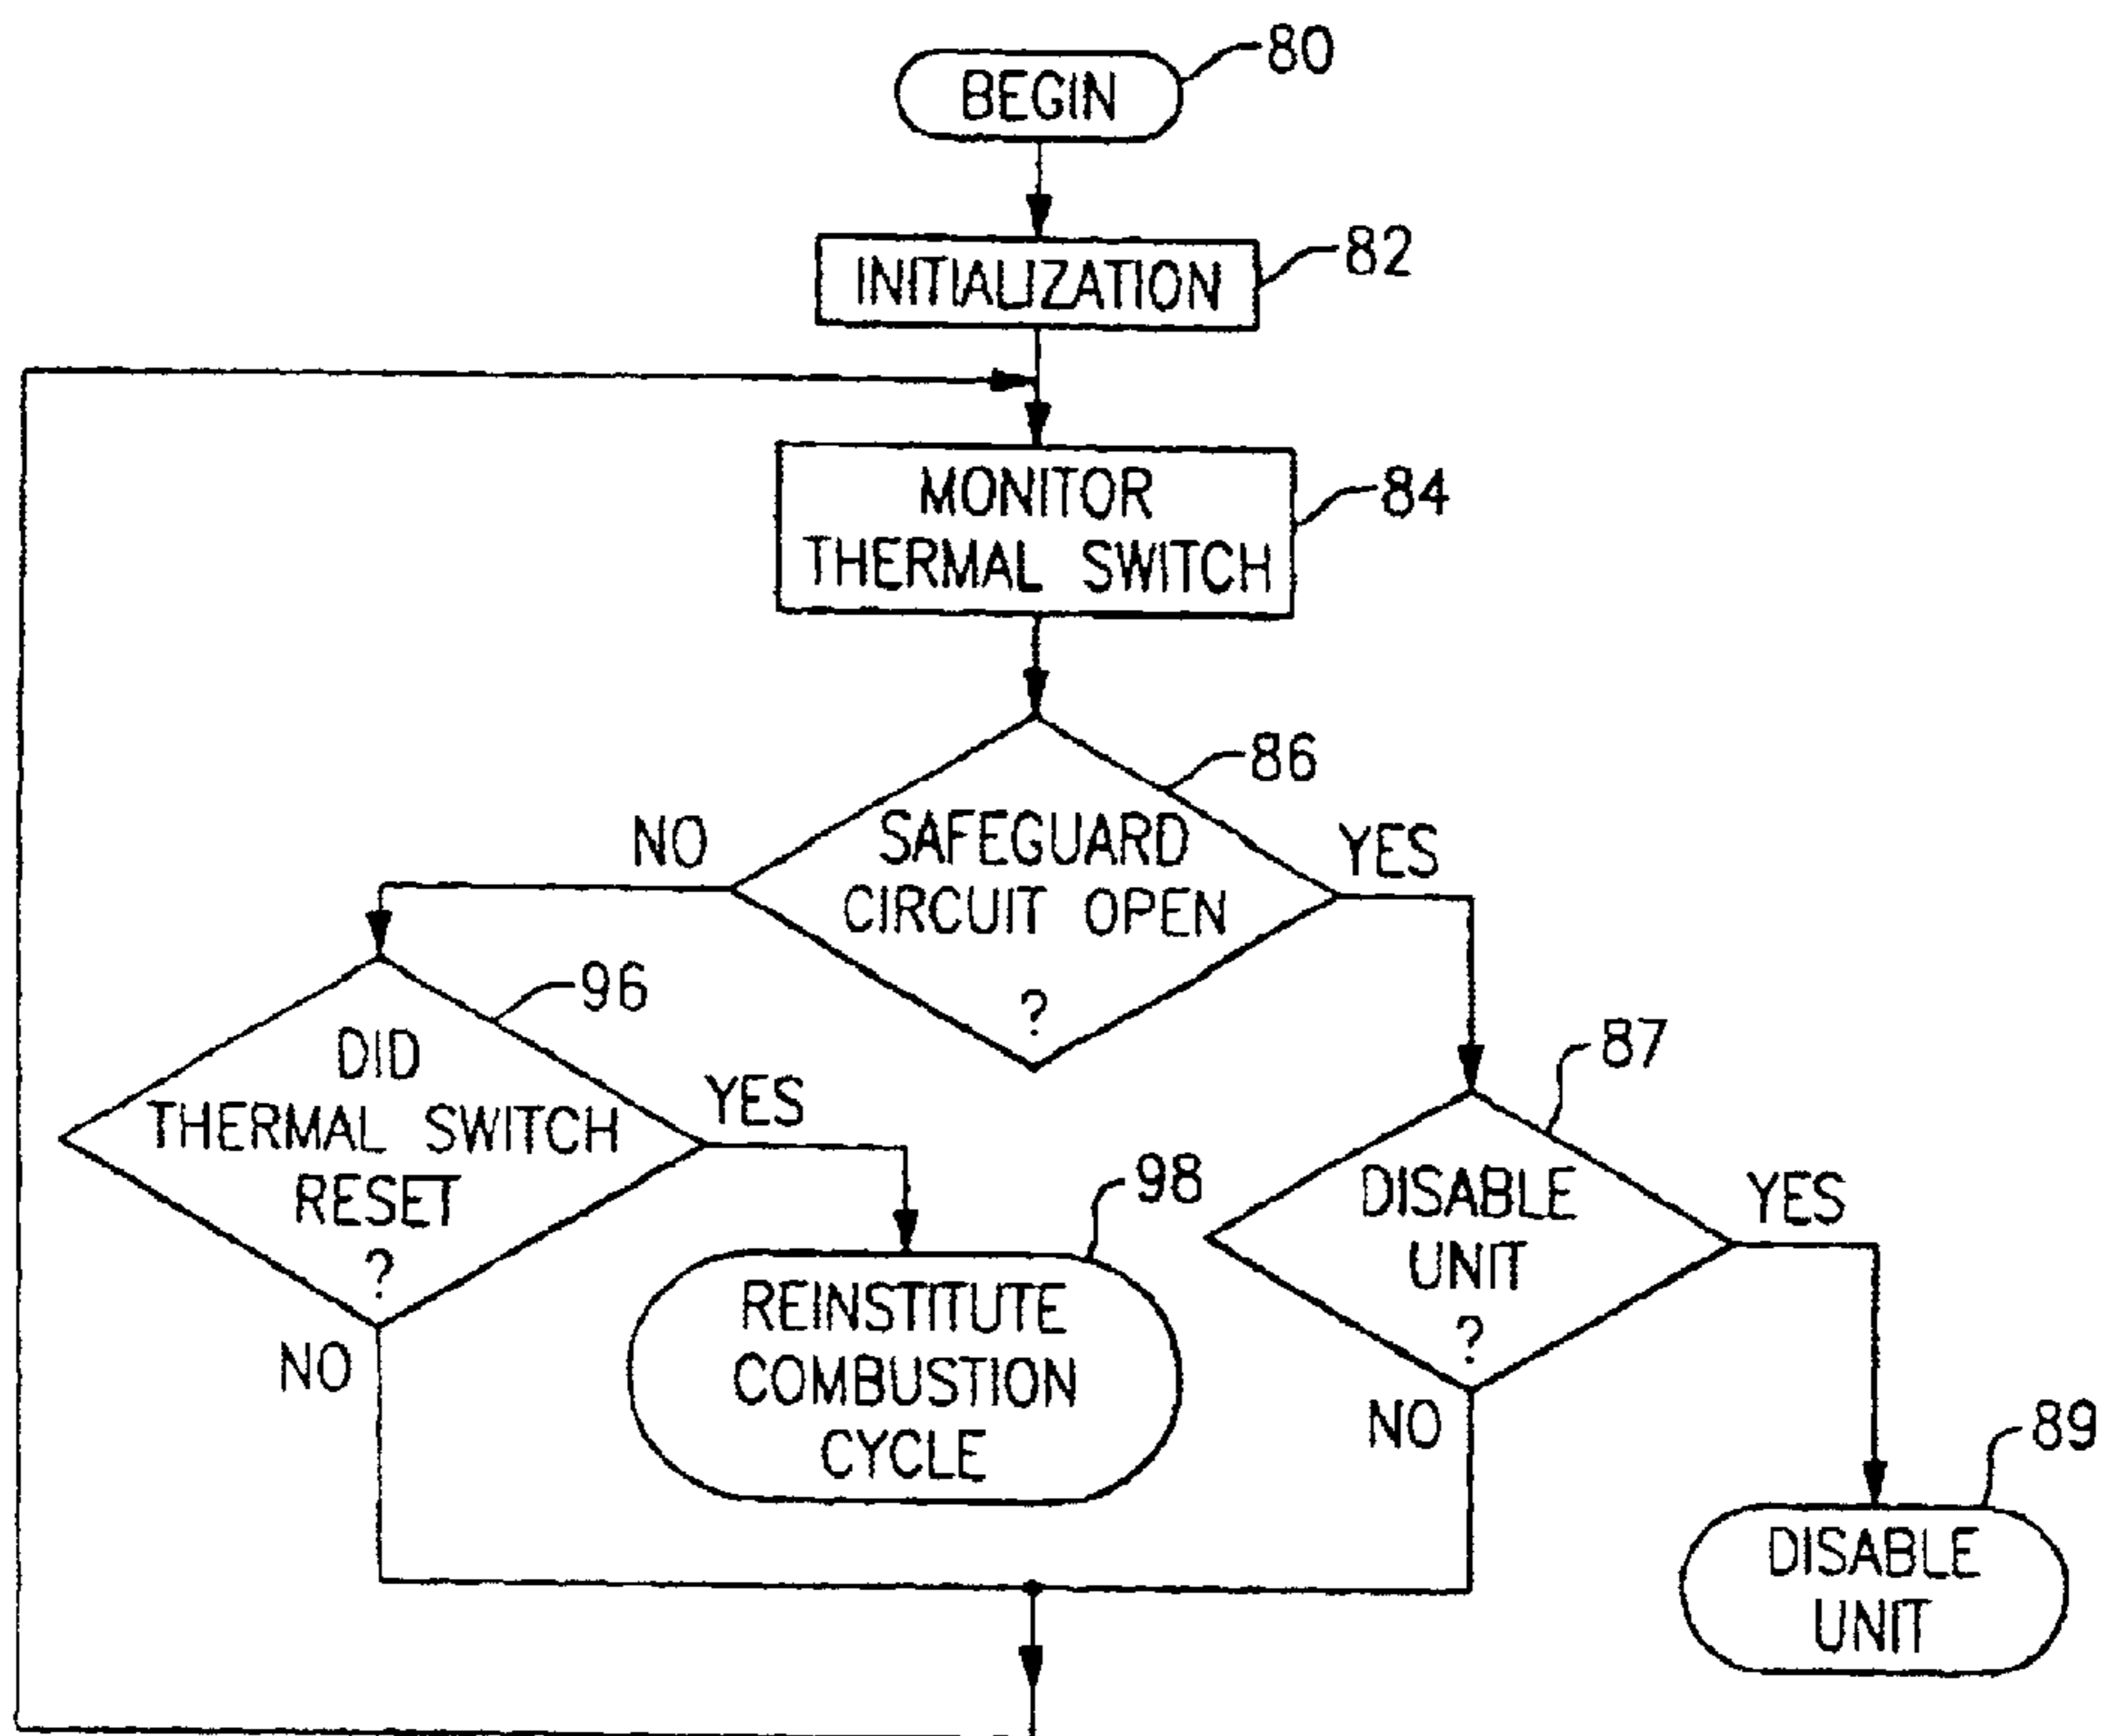 80
BEGIN
82
INITIALIZATION
84
MONITOR
THERMAL SWITCH
86
NO
SAFEGUARD
CIRCUIT OPEN
?
YES
96
DID
THERMAL SWITCH
RESET
?
YES
NO
98
REINSTITUTE
COMBUSTION
CYCLE
87
DISABLE
UNIT
?
YES
NO
89
DISABLE
UNIT